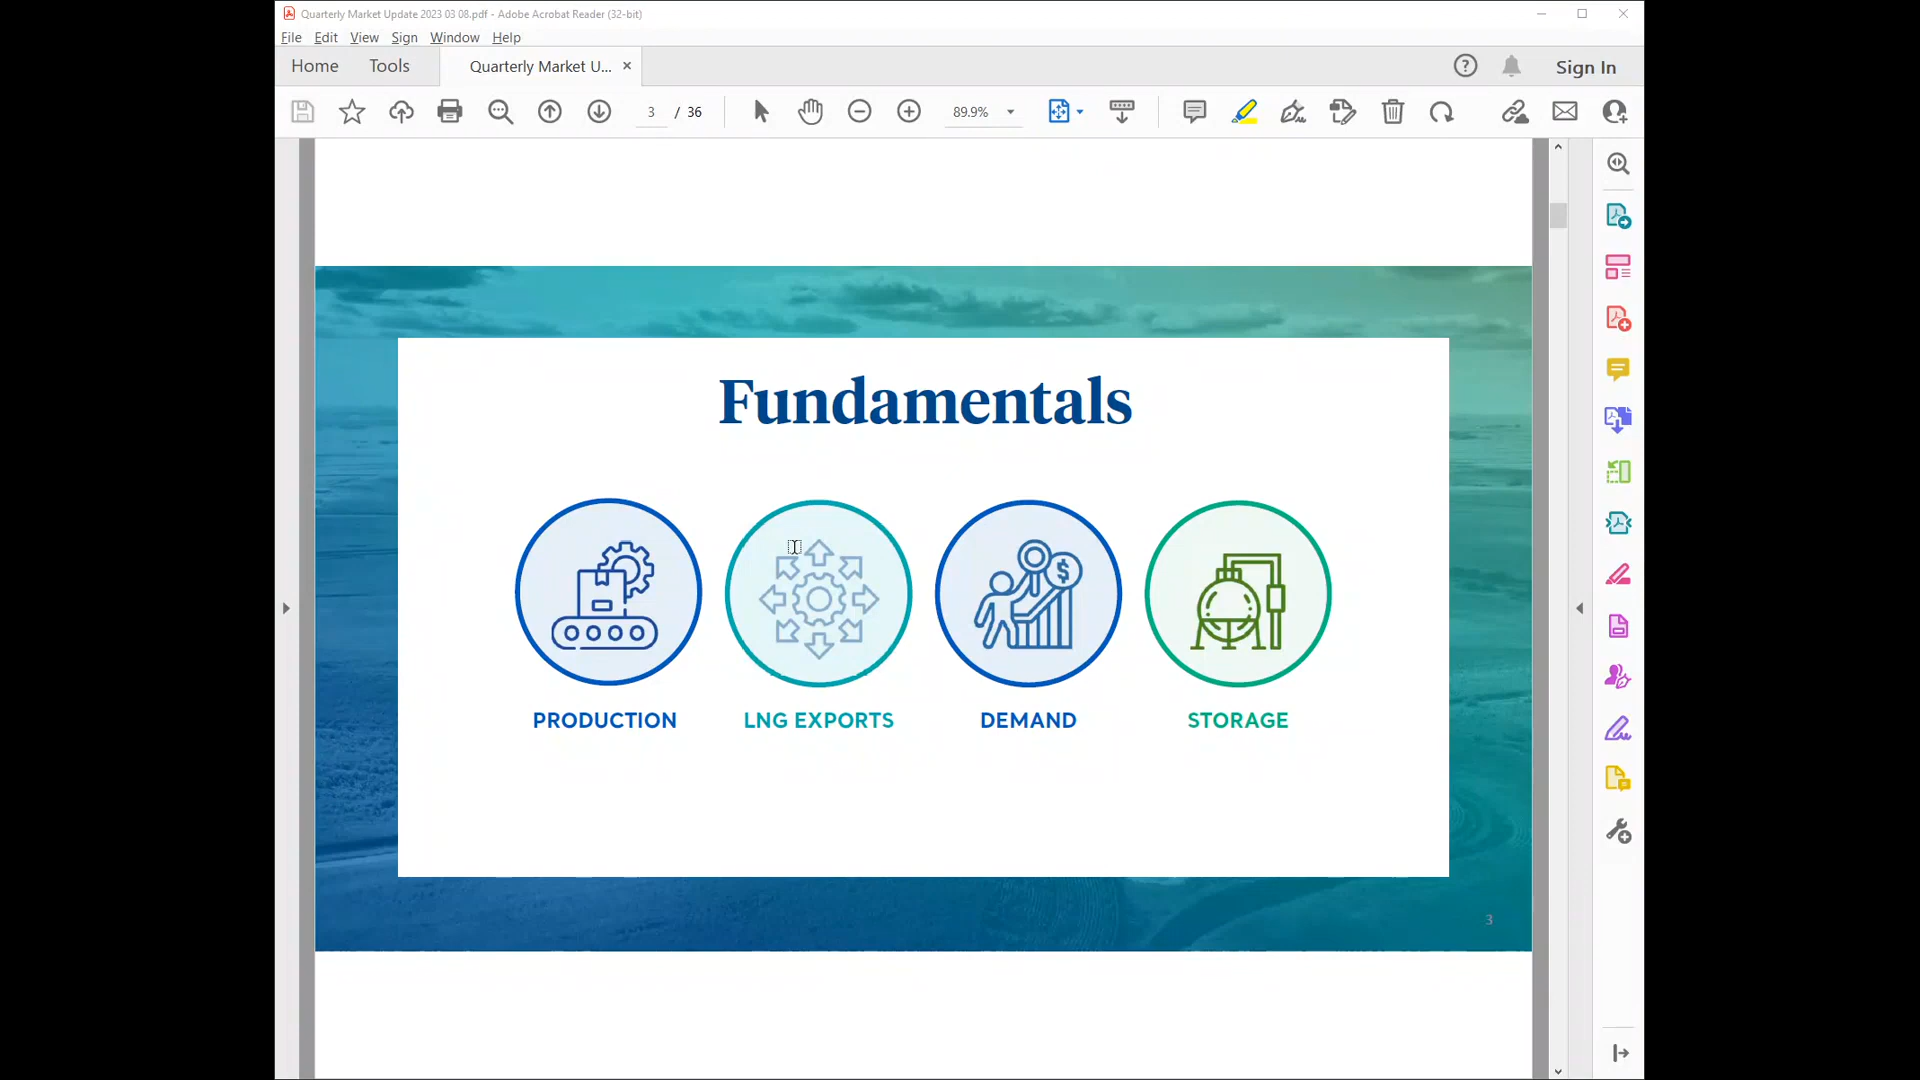 Quarterly Market Update 2023 03 08.pdf - Adobe Acrobat Reader (32-bit)
File Edit View Sign Window Help
Home Tools Quarterly Market U... × Sign In
3 / 36 89.9%
Fundamentals
$
PRODUCTION LNG EXPORTS DEMAND STORAGE
3